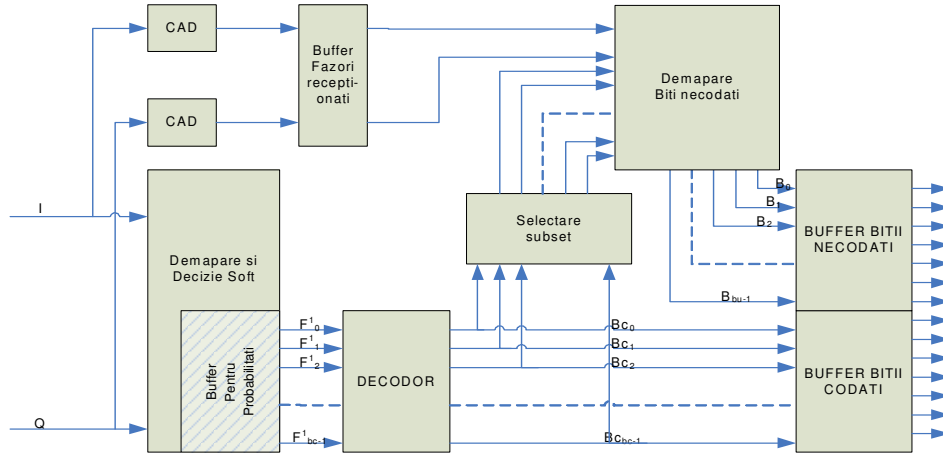 CAD
Buffer
Fazori
recepti-
onati
Demapare
Biti necodati
CAD
I
Demapare si
Decizie Soft
Selectare
subset
B₀
B₁
B₂
BUFFER BITII
NECODATI
Bbu-1
Buffer
Pentru
Probabilitati
F¹₀
F¹₁
F¹₂
DECODOR
Bc₀
Bc₁
Bc₂
BUFFER BITII
CODATI
Q
F¹bc-1
Bcbc-1